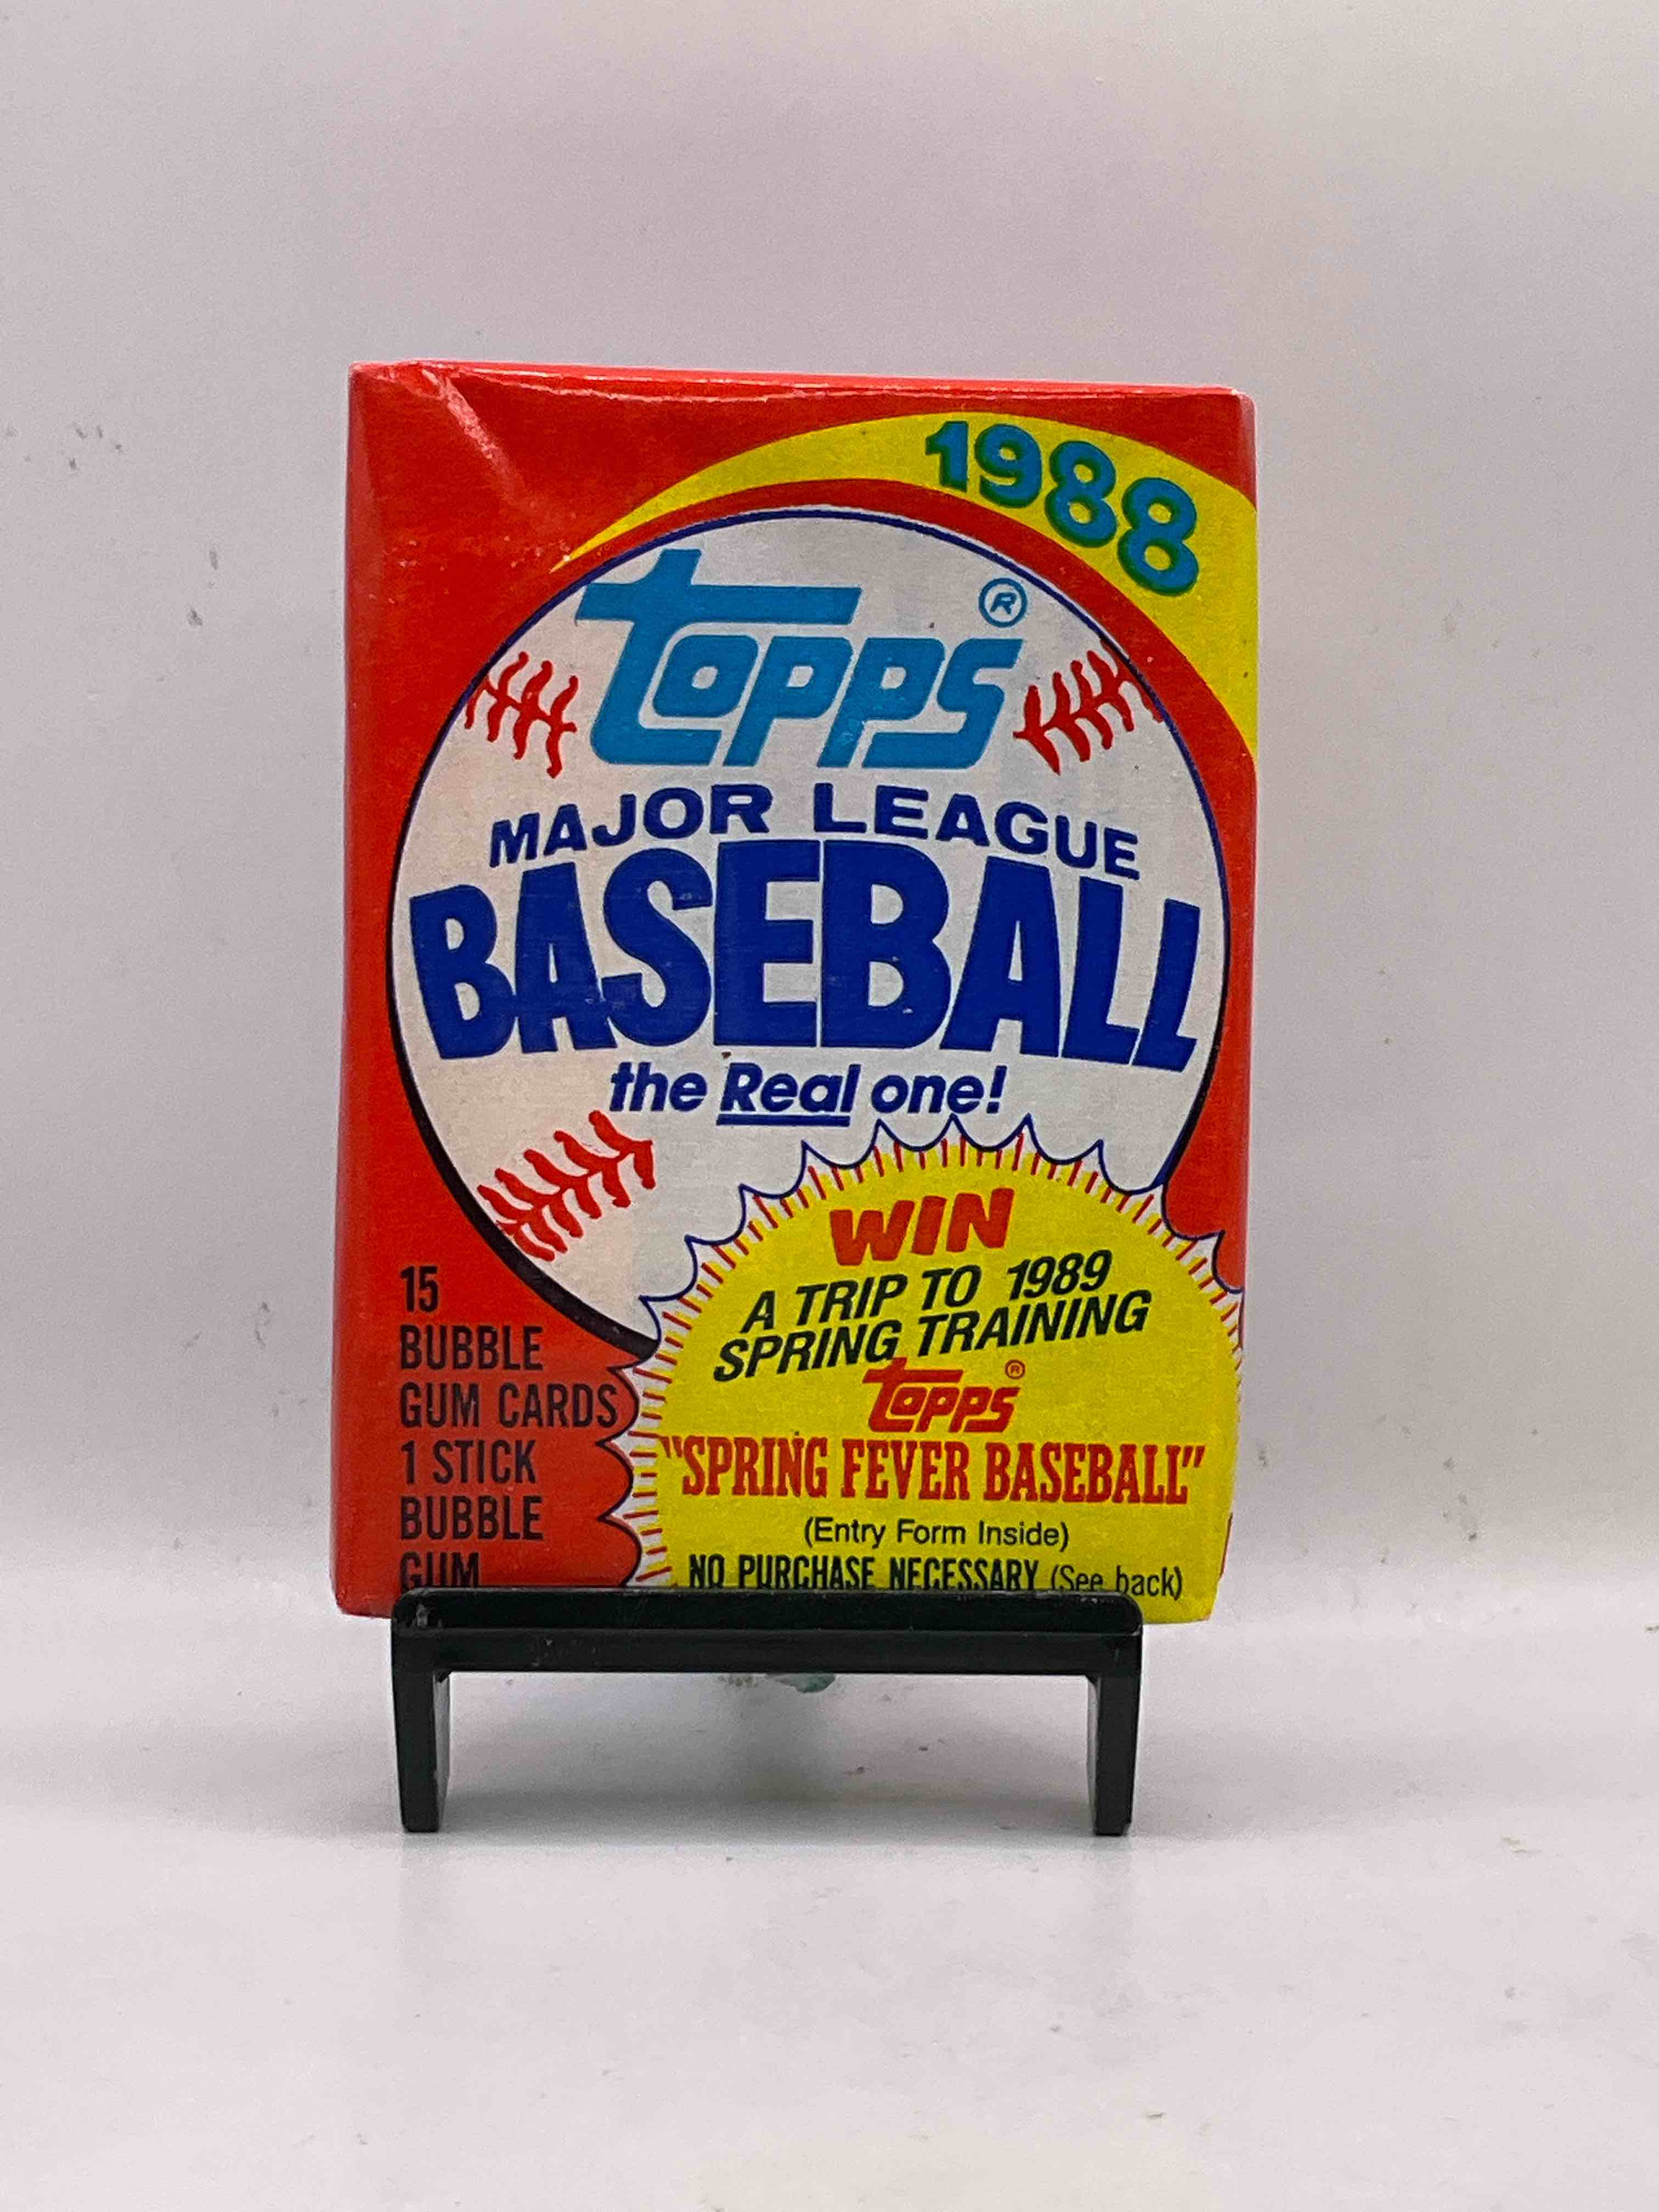 1988
Topps®
MAJOR LEAGUE
BASEBALL
the Real one!
WIN
A TRIP TO 1989
SPRING TRAINING
Topps®
"SPRING FEVER BASEBALL"
(Entry Form Inside)
NO PURCHASE NECESSARY (See back)
15
BUBBLE
GUM CARDS
1 STICK
BUBBLE
GUM